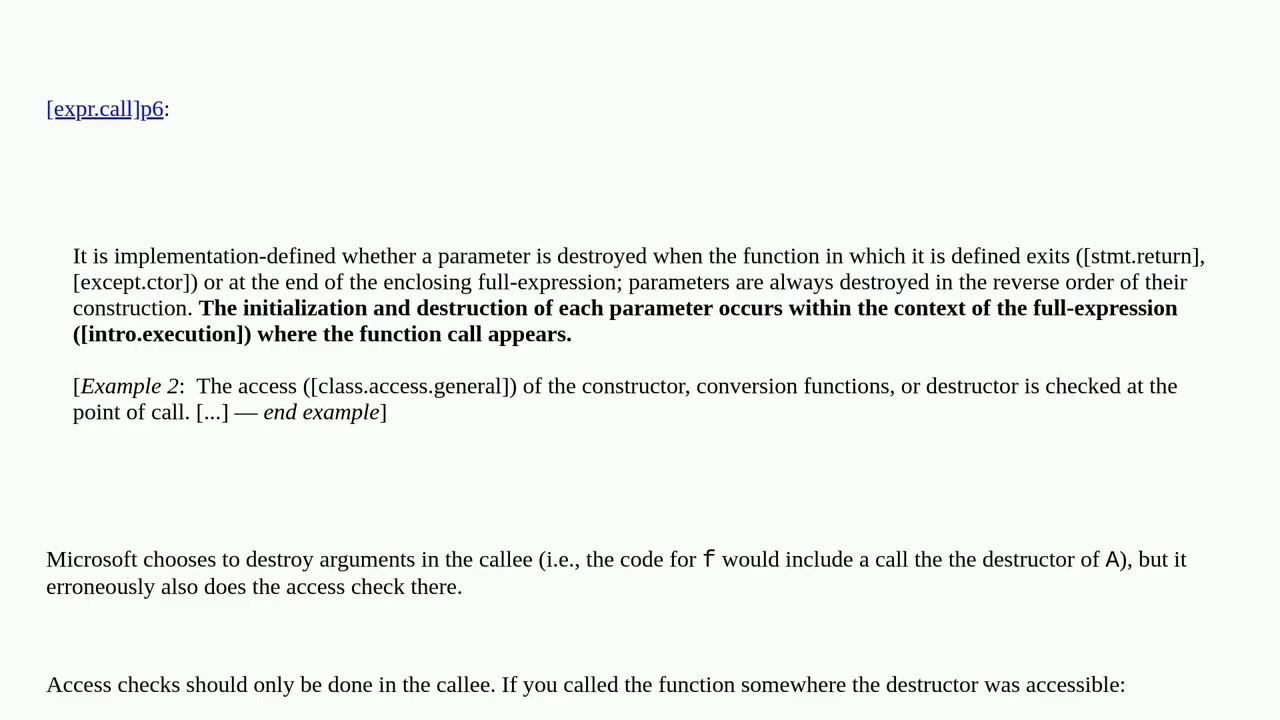 [expr.call]p6:
It is implementation-defined whether a parameter is destroyed when the function in which it is defined exits ([stmt.return],
[except.ctor]) or at the end of the enclosing full-expression; parameters are always destroyed in the reverse order of their
construction. The initialization and destruction of each parameter occurs within the context of the full-expression
([intro.execution]) where the function call appears.
[Example 2:  The access ([class.access.general]) of the constructor, conversion functions, or destructor is checked at the
point of call. [...] — end example]
Microsoft chooses to destroy arguments in the callee (i.e., the code for f would include a call the the destructor of A), but it
erroneously also does the access check there.
Access checks should only be done in the callee. If you called the function somewhere the destructor was accessible: